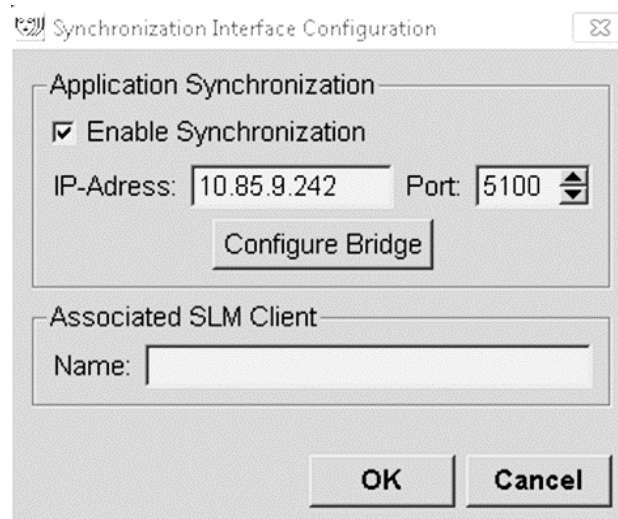 Synchronization Interface Configuration
Application Synchronization
Enable Synchronization
IP-Adress: 10.85.9.242 Port: 5100
Configure Bridge
Associated SLM Client
Name:
OK Cancel